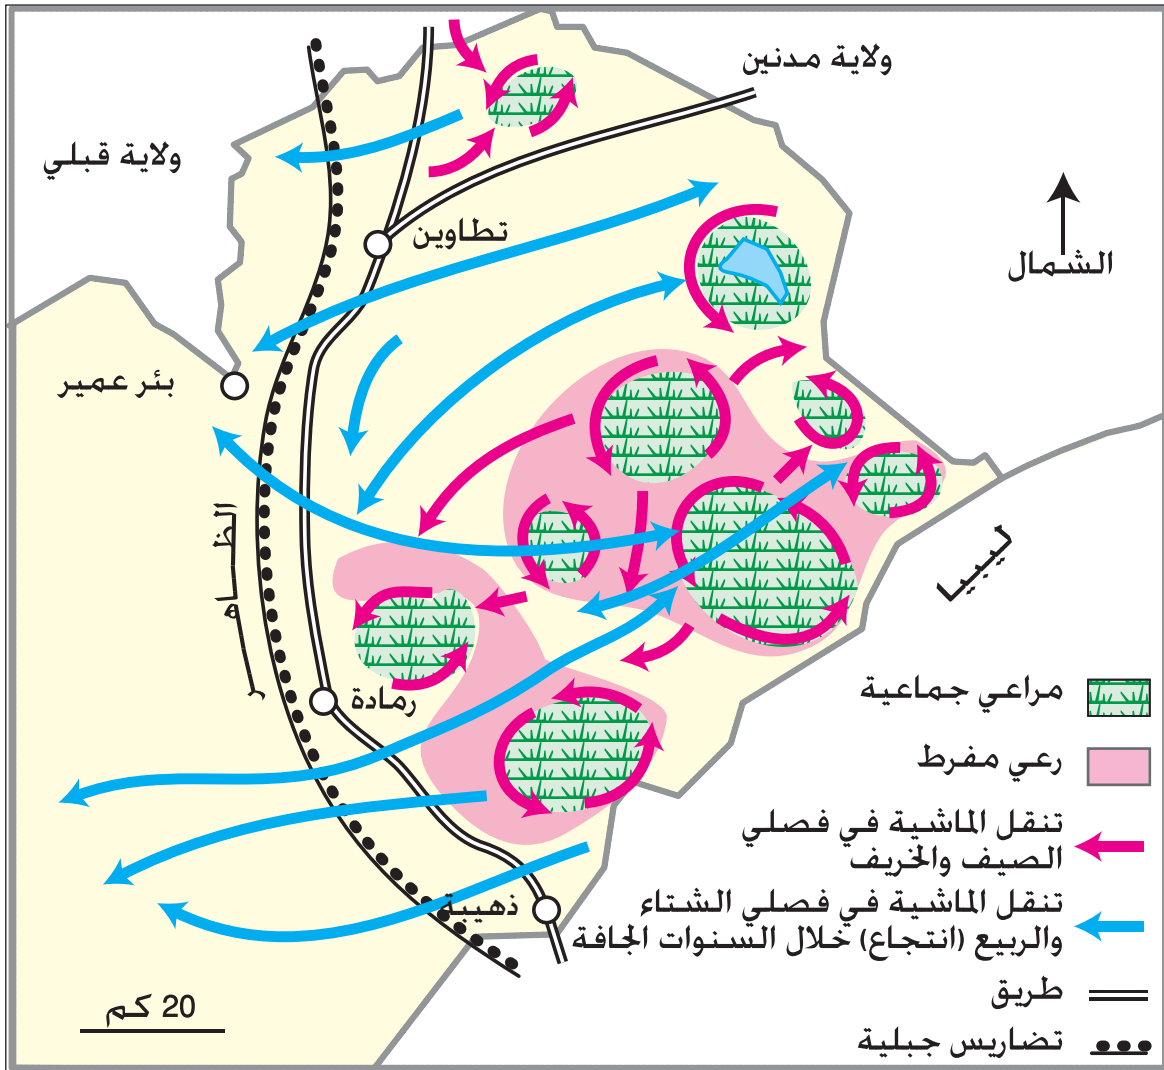 ولاية مدنين
ولاية قبلي
تطاوين
الشمال
بئر عمير
الظاهر
ليبيا
رمادة
ذهيبة
مراعي جماعية
رعي مفرط
تنقل الماشية في فصلي
الصيف والخريف
تنقل الماشية في فصلي الشتاء
والربيع (انتجاع) خلال السنوات الجافة
طريق
تضاريس جبلية
20 كم